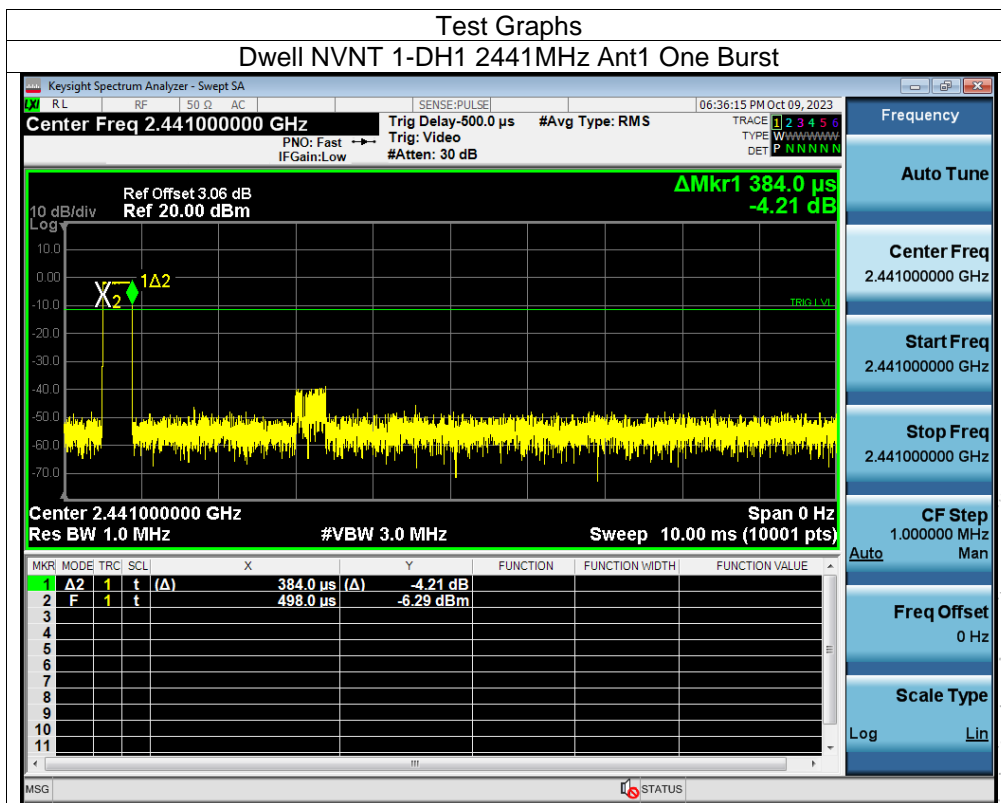 Test Graphs
Dwell NVNT 1-DH1 2441MHz Ant1 One Burst
Keysight Spectrum Analyzer - Swept SA
LXI RL RF 50 Ω AC SENSE:PULSE 06:36:15 PM Oct 09, 2023
Center Freq 2.441000000 GHz
PNO: Fast
IFGain:Low
Trig Delay-500.0 µs #Avg Type: RMS
Trig: Video
#Atten: 30 dB
TRACE 1 2 3 4 5 6
TYPE WWWWWWW
DET P N N N N N
Frequency
Auto Tune
Center Freq
2.441000000 GHz
Start Freq
2.441000000 GHz
Stop Freq
2.441000000 GHz
CF Step
1.000000 MHz
Auto Man
Freq Offset
0 Hz
Scale Type
Log Lin
ΔMkr1 384.0 µs
-4.21 dB
Ref Offset 3.06 dB
10 dB/div Ref 20.00 dBm
Log
10.0
0.00
-10.0
-20.0
-30.0
-40.0
-50.0
-60.0
-70.0
1Δ2
X2
TRIG LVL
Center 2.441000000 GHz Span 0 Hz
Res BW 1.0 MHz #VBW 3.0 MHz Sweep 10.00 ms (10001 pts)
MKR MODE TRC SCL X Y FUNCTION FUNCTION WIDTH FUNCTION VALUE
1 Δ2 1 t (Δ) 384.0 µs (Δ) -4.21 dB
2 F 1 t 498.0 µs -6.29 dBm
3
4
5
6
7
8
9
10
11
MSG STATUS